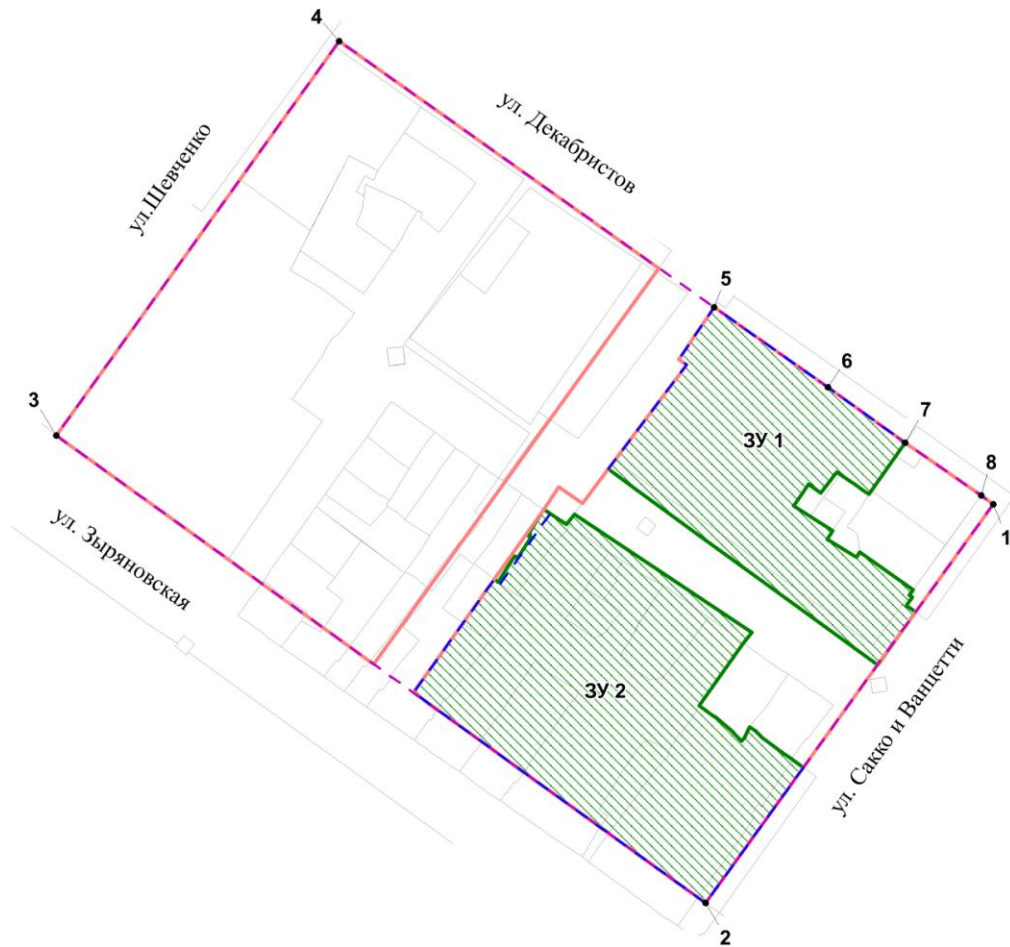 4
ул. Декабристов
ул.Шевченко
5
6
3
7
ЗУ 1
8
1
ул. Зыряновская
ЗУ 2
ул. Сакко и Ванцетти
2